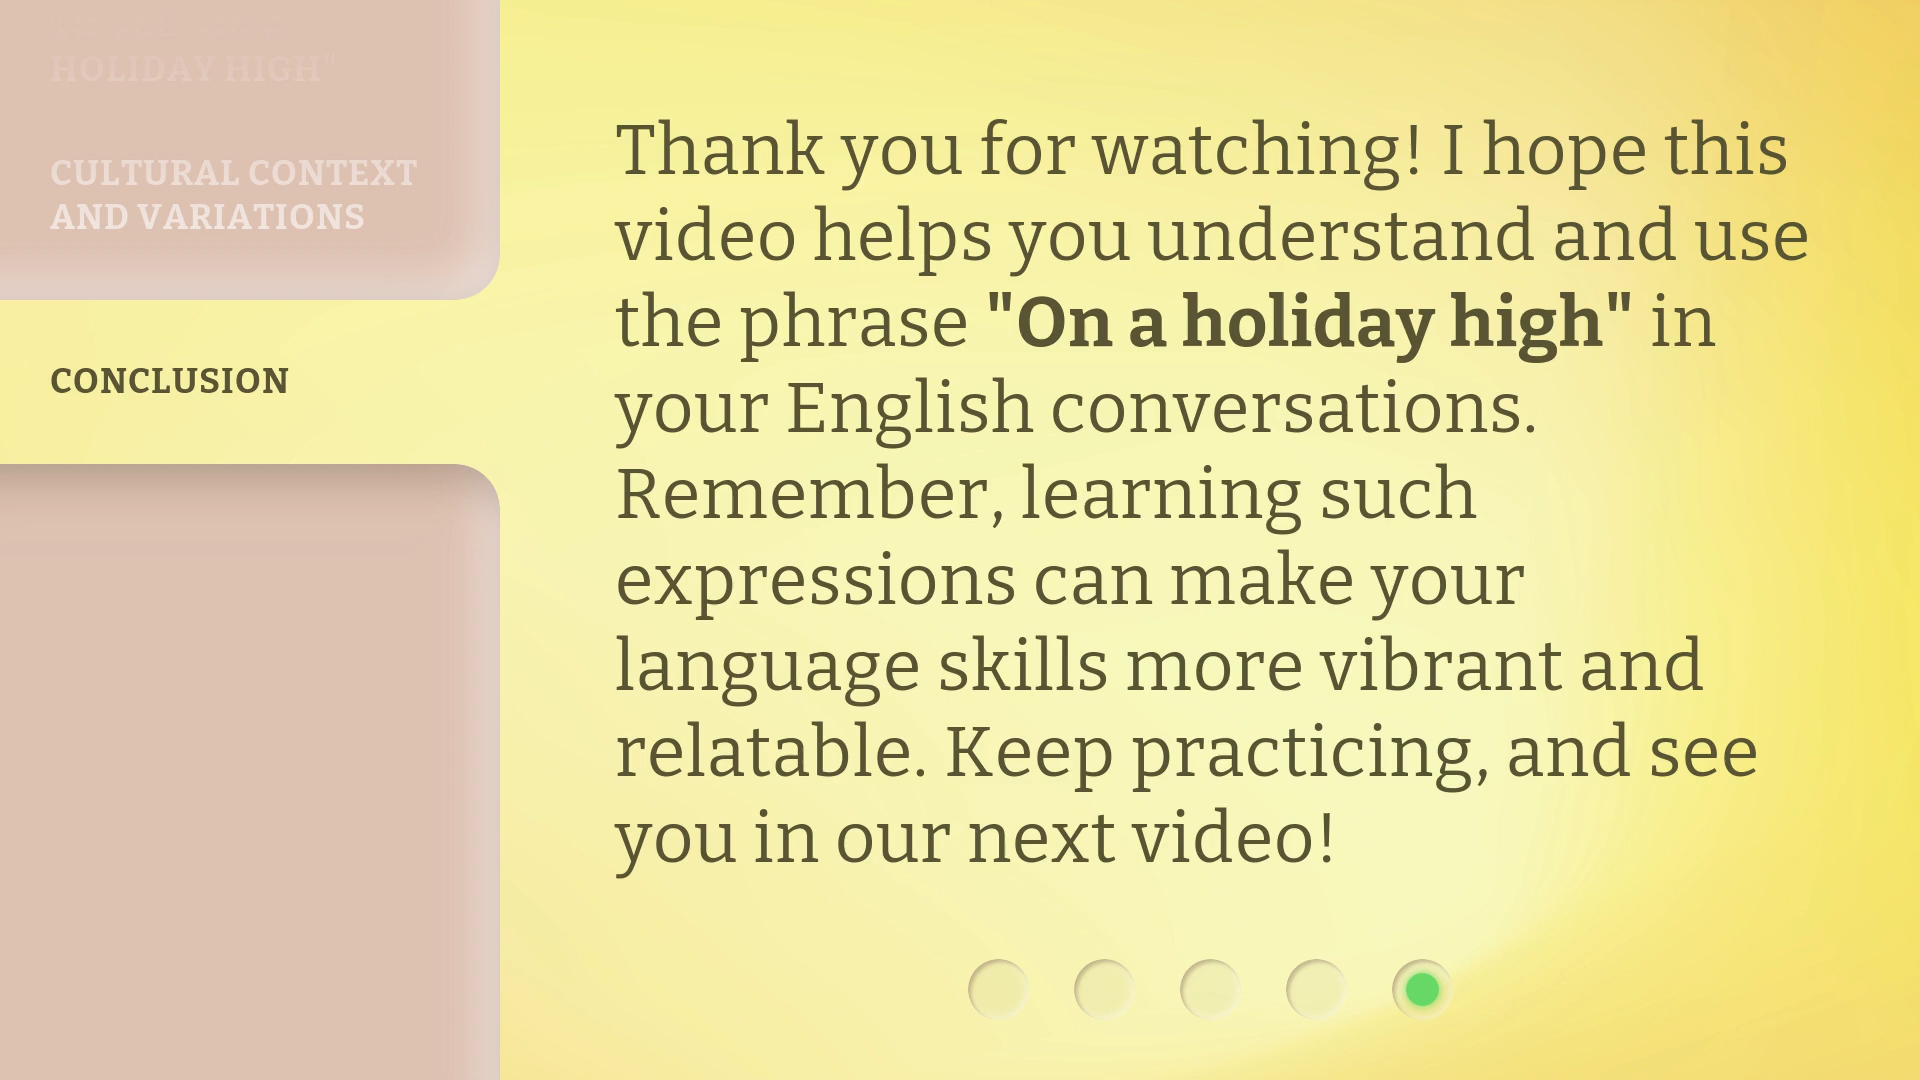 HOLIDAY HIGH"
CULTURAL CONTEXT
AND VARIATIONS
CONCLUSION
Thank you for watching! I hope this
video helps you understand and use
the phrase "On a holiday high" in
your English conversations.
Remember, learning such
expressions can make your
language skills more vibrant and
relatable. Keep practicing, and see
you in our next video!